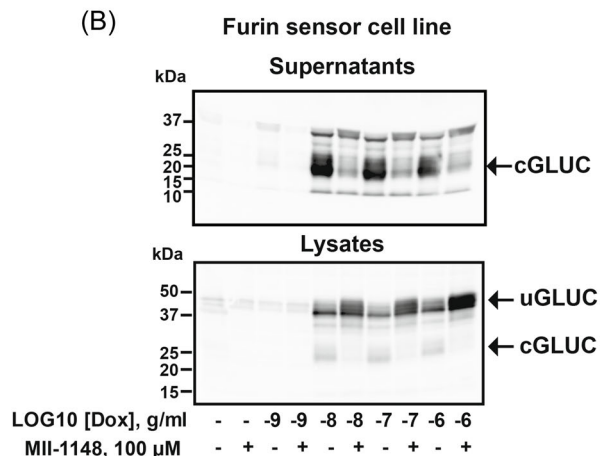 (B)
Furin sensor cell line
Supernatants
kDa
37
25
20
15
10
cGLUC
Lysates
kDa
50
37
25
20
15
uGLUC
cGLUC
LOG10 [Dox], g/ml - - -9 -9 -8 -8 -7 -7 -6 -6
MII-1148, 100 µM - + - + - + - + - +